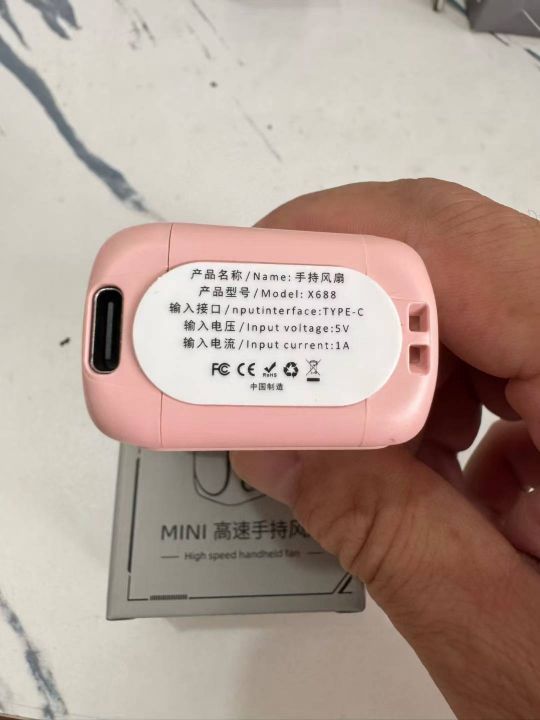 产品名称/Name:手持风扇
产品型号/Model:X688
输入接口/nputinterface:TYPE-C
输入电压/Input voltage:5V
输入电流/Input current:1A
FC CE RoHS
中国制造
MINI 高速手持风
High speed handheld fan